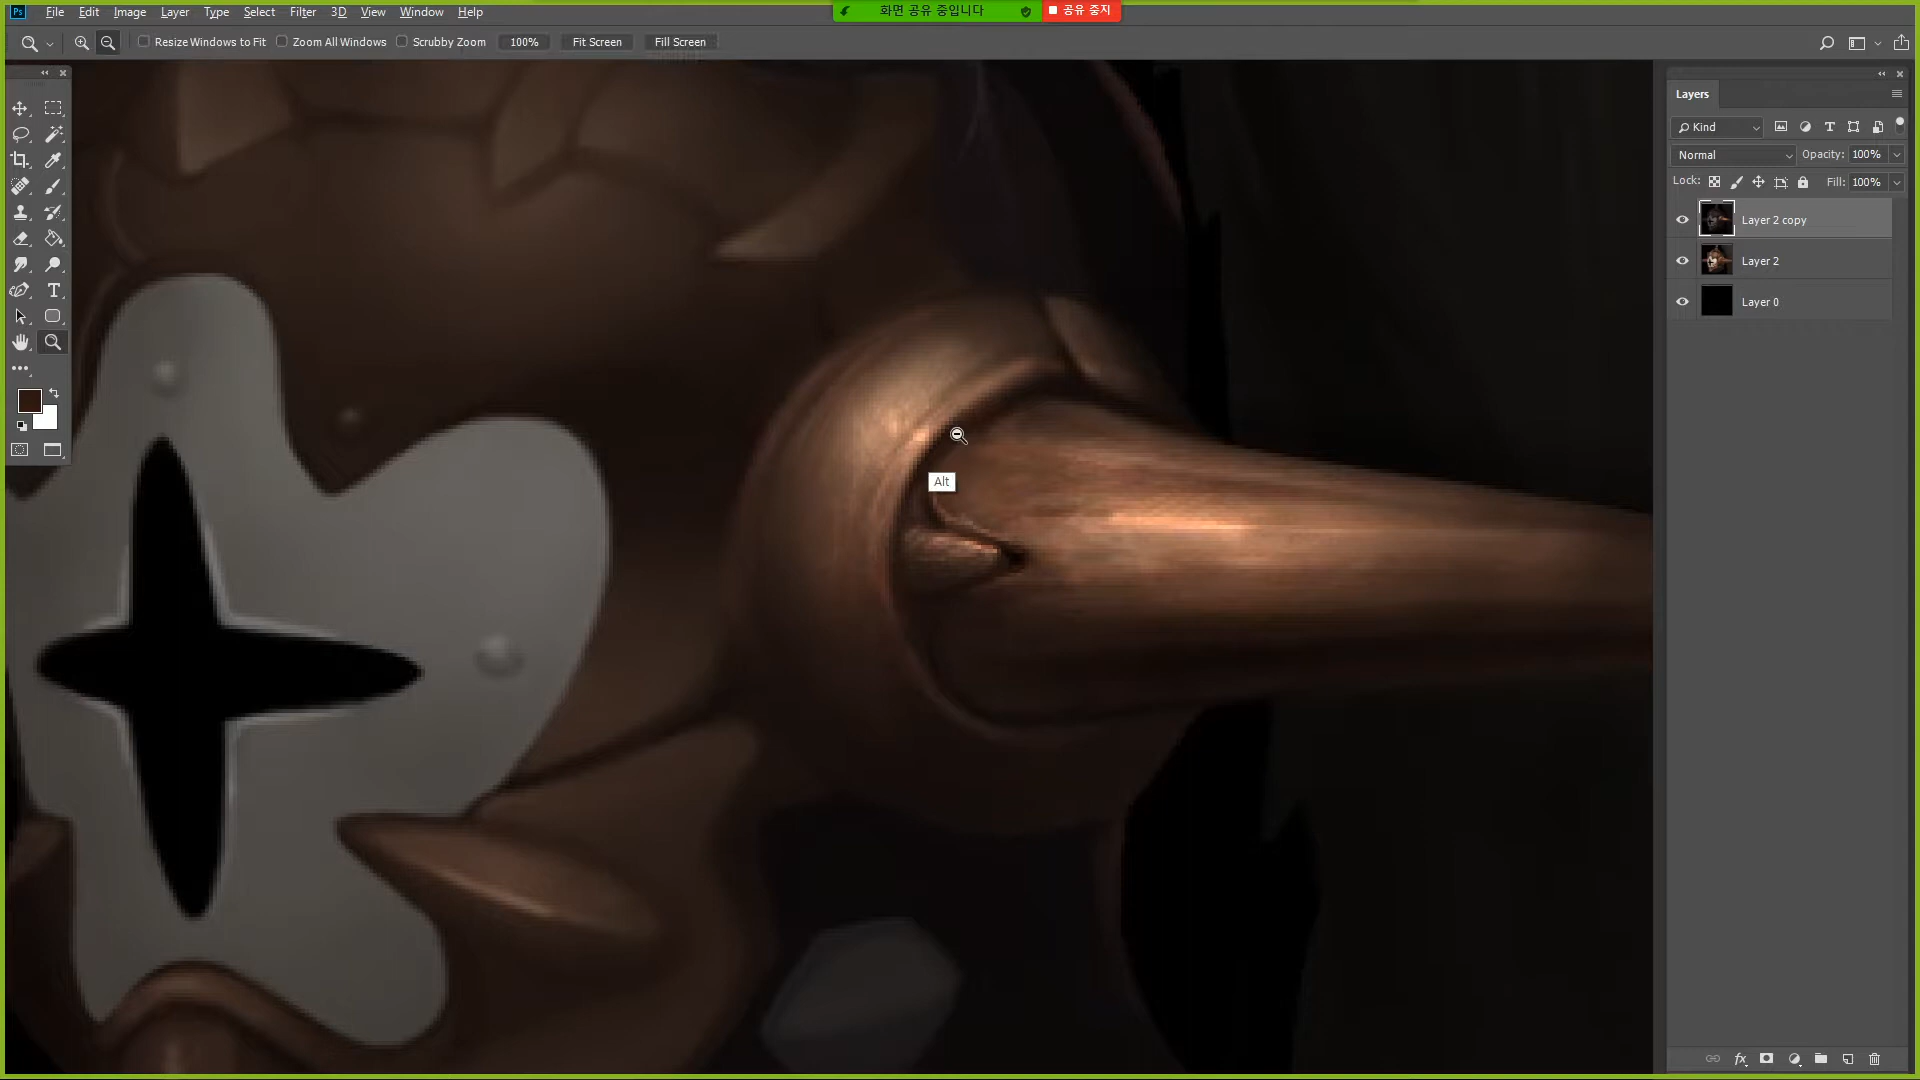 Ps File Edit Image Layer Type Select Filter 3D View Window Help
화면 공유 중입니다 공유 중지
Resize Windows to Fit Zoom All Windows Scrubby Zoom 100% Fit Screen Fill Screen
Layers
Kind
Normal Opacity: 100%
Lock: Fill: 100%
Layer 2 copy
Layer 2
Layer 0
Alt